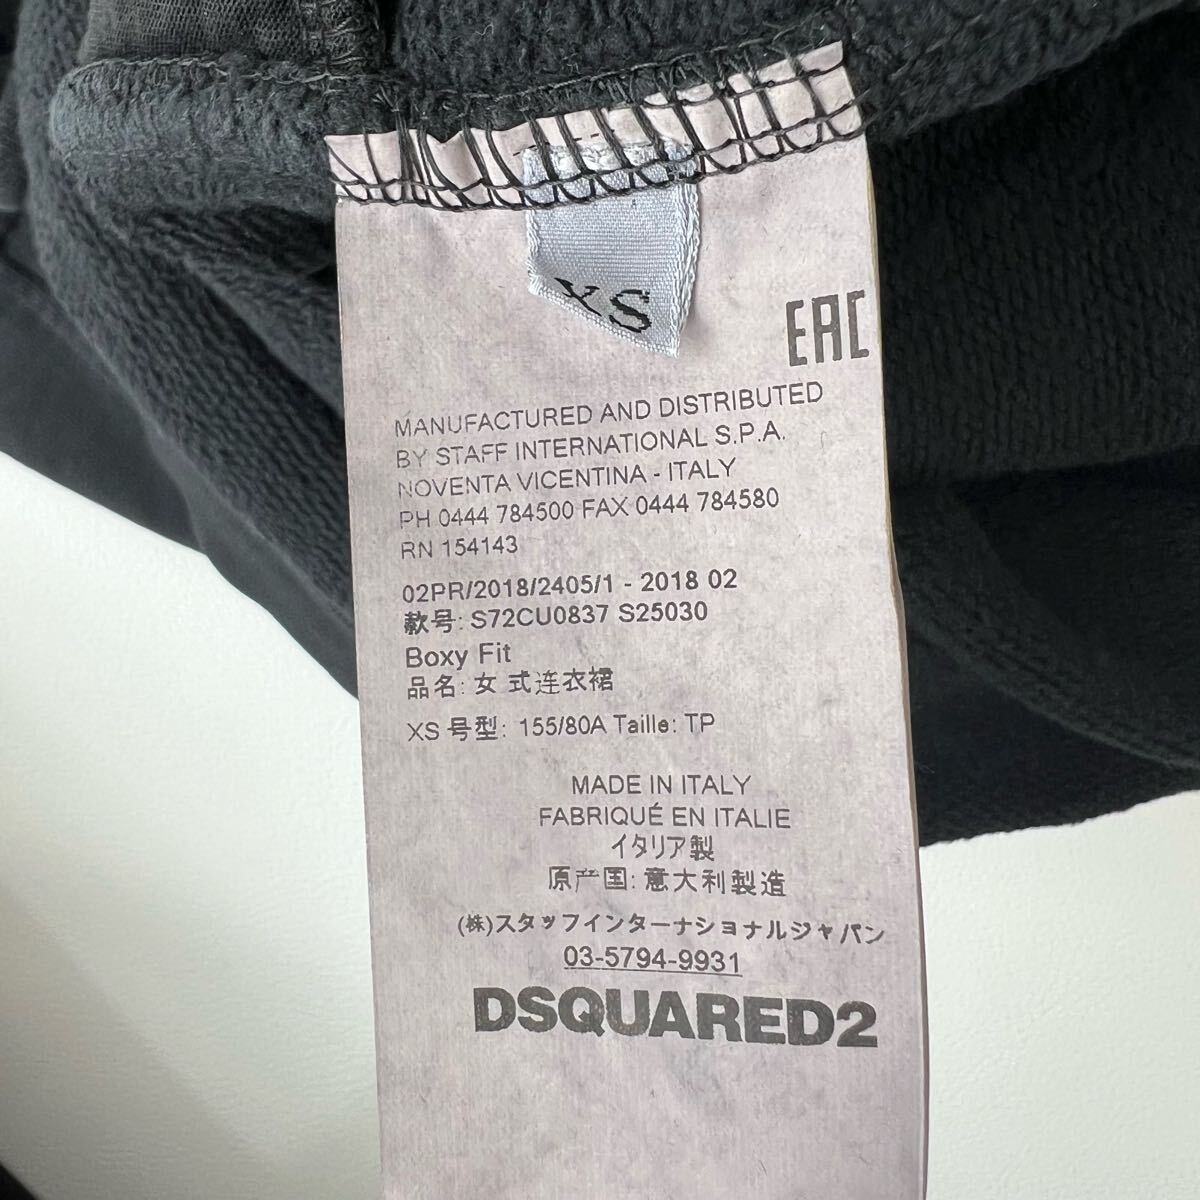 XS
EAC
MANUFACTURED AND DISTRIBUTED
BY STAFF INTERNATIONAL S.P.A.
NOVENTA VICENTINA - ITALY
PH 0444 784500 FAX 0444 784580
RN 154143
02PR/2018/2405/1 - 2018 02
款号: S72CU0837 S25030
Boxy Fit
品名: 女 式连衣裙
XS 号型: 155/80A Taille: TP
MADE IN ITALY
FABRIQUÉ EN ITALIE
イタリア製
原产国: 意大利製造
(株)スタッフインターナショナルジャパン
03-5794-9931
DSQUARED2